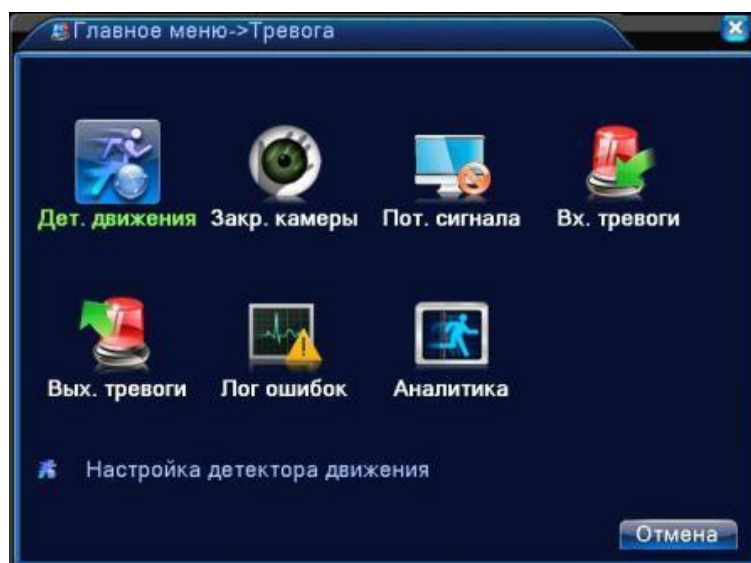 Главное меню->Тревога
Дет. движения Закр. камеры Пот. сигнала Вх. тревоги
Вых. тревоги Лог ошибок Аналитика
Настройка детектора движения
Отмена